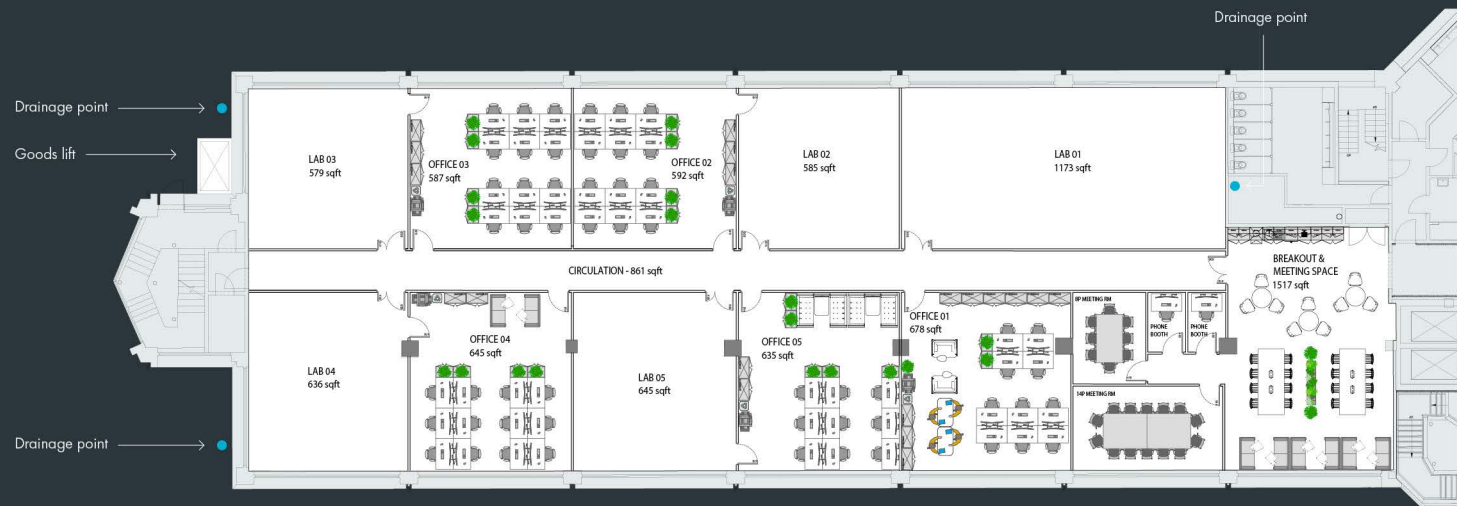 Drainage point
Drainage point
Goods lift
LAB 03
579 sqft
OFFICE 03
587 sqft
OFFICE 02
592 sqft
LAB 02
585 sqft
LAB 01
1173 sqft
CIRCULATION - 861 sqft
BREAKOUT &
MEETING SPACE
1517 sqft
8P MEETING RM
PHONE
BOOTH
PHONE
BOOTH
OFFICE 01
678 sqft
OFFICE 04
645 sqft
OFFICE 05
635 sqft
LAB 04
636 sqft
LAB 05
645 sqft
14P MEETING RM
Drainage point